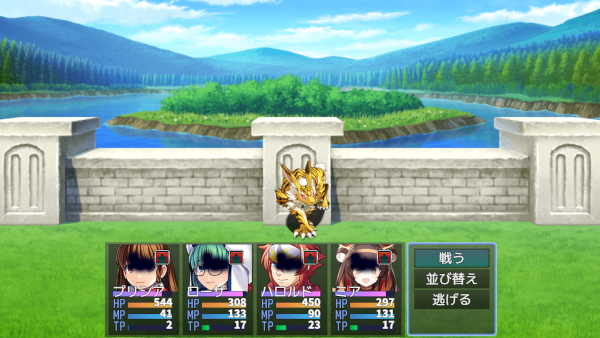 プリシア
HP 544
MP 41
TP 2
ローチ
HP 308
MP 133
TP 17
ハロルド
HP 450
MP 90
TP 23
ミア
HP 297
MP 131
TP 17
戦う
並び替え
逃げる